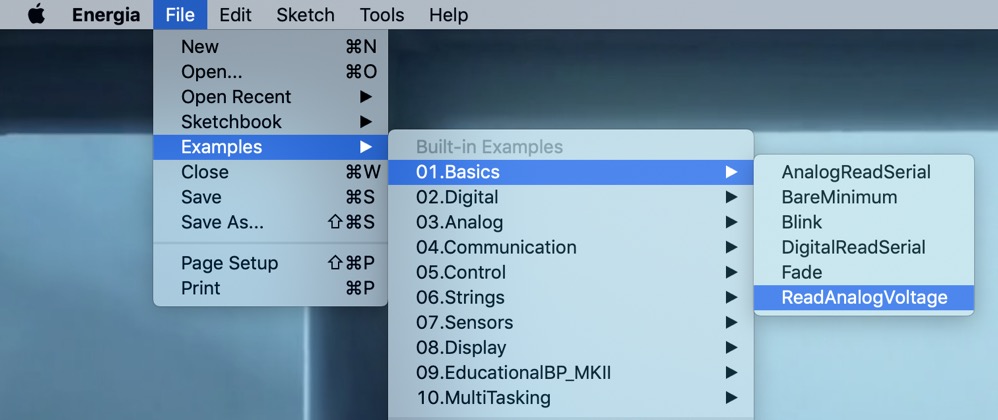 Energia File Edit Sketch Tools Help
New ⌘N
Open... ⌘O
Open Recent ▶
Sketchbook ▶
Examples ▶
Close ⌘W
Save ⌘S
Save As... ⇧⌘S
Page Setup ⇧⌘P
Print ⌘P
Built-in Examples
01.Basics ▶
02.Digital ▶
03.Analog ▶
04.Communication ▶
05.Control ▶
06.Strings ▶
07.Sensors ▶
08.Display ▶
09.EducationalBP_MKII ▶
10.MultiTasking ▶
AnalogReadSerial
BareMinimum
Blink
DigitalReadSerial
Fade
ReadAnalogVoltage